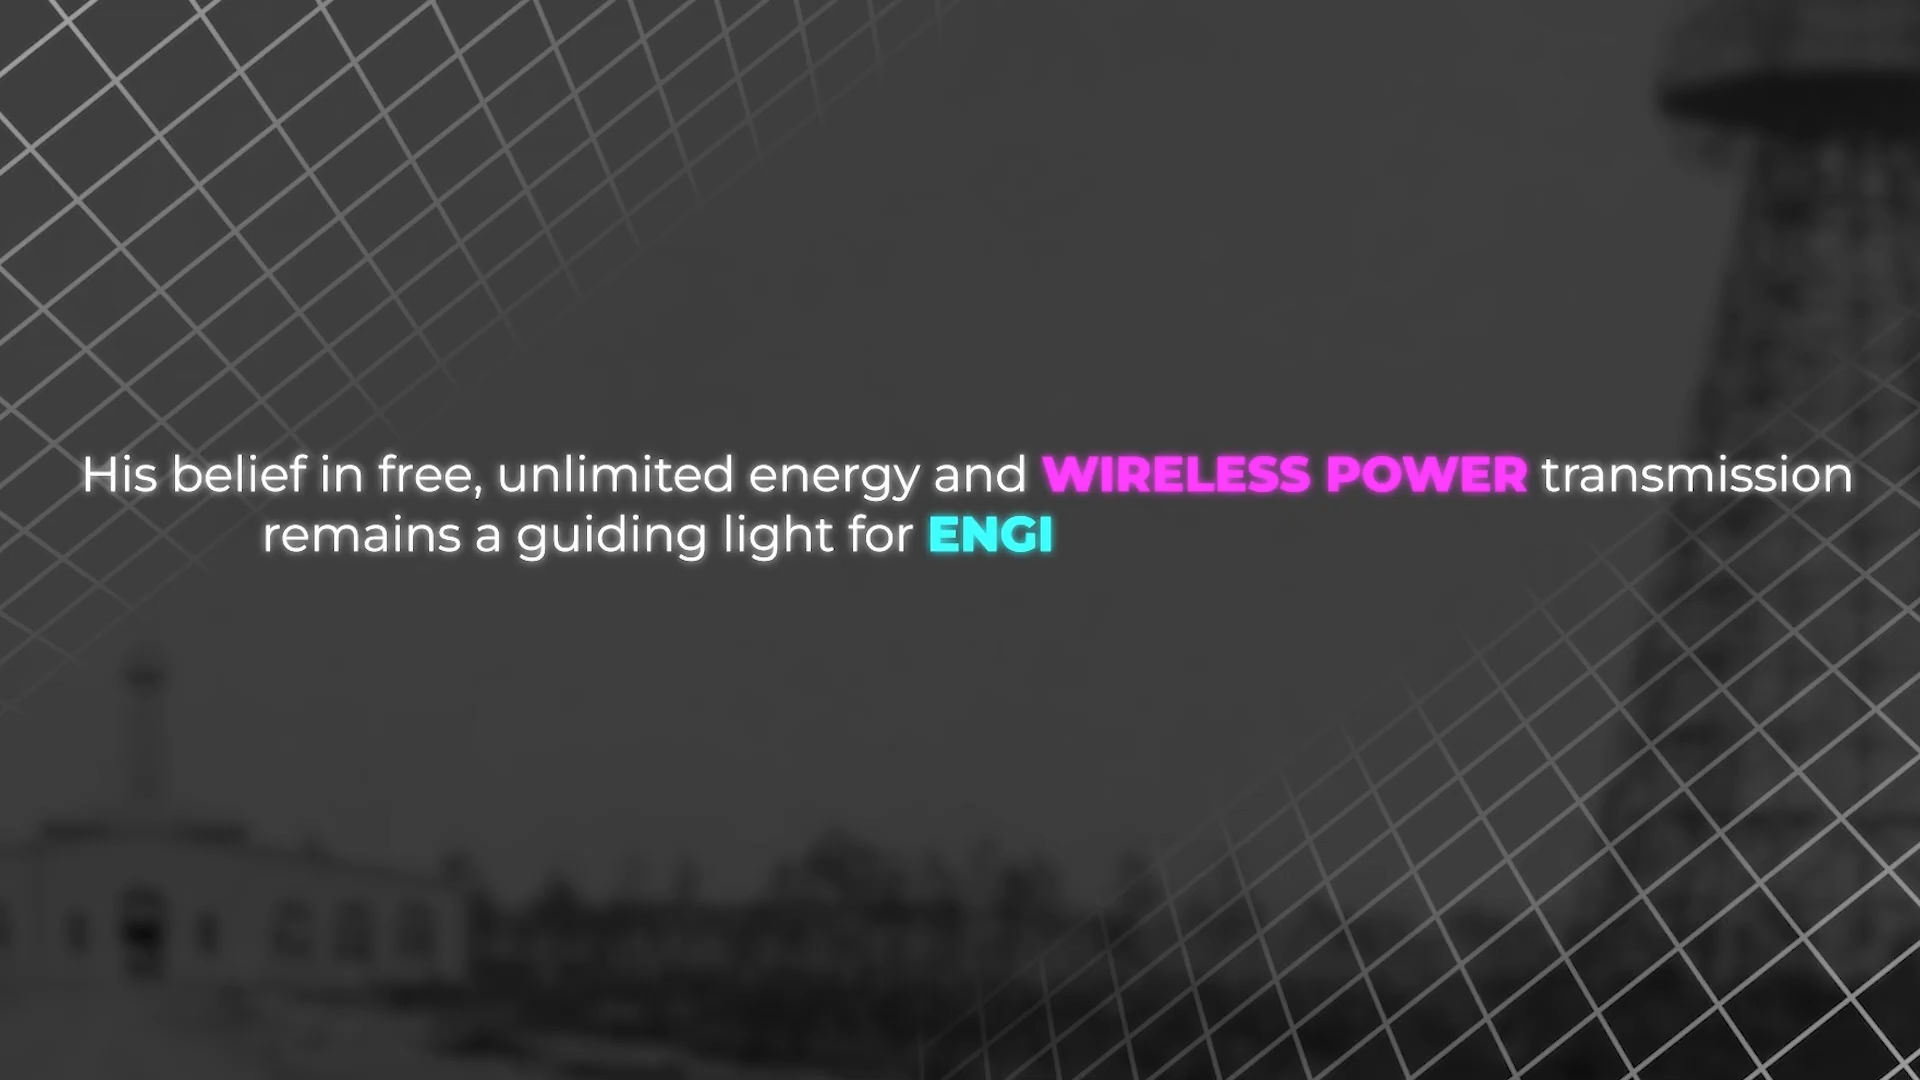 His belief in free, unlimited energy and WIRELESS POWER transmission
remains a guiding light for ENGI